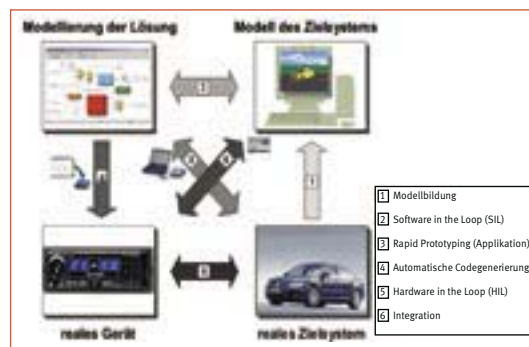 Modellierung der Lösung
Modell des Zielsystems
reales Gerät
reales Zielsystem
1 Modellbildung
2 Software in the Loop (SIL)
3 Rapid Prototyping (Applikation)
4 Automatische Codegenerierung
5 Hardware in the Loop (HIL)
6 Integration